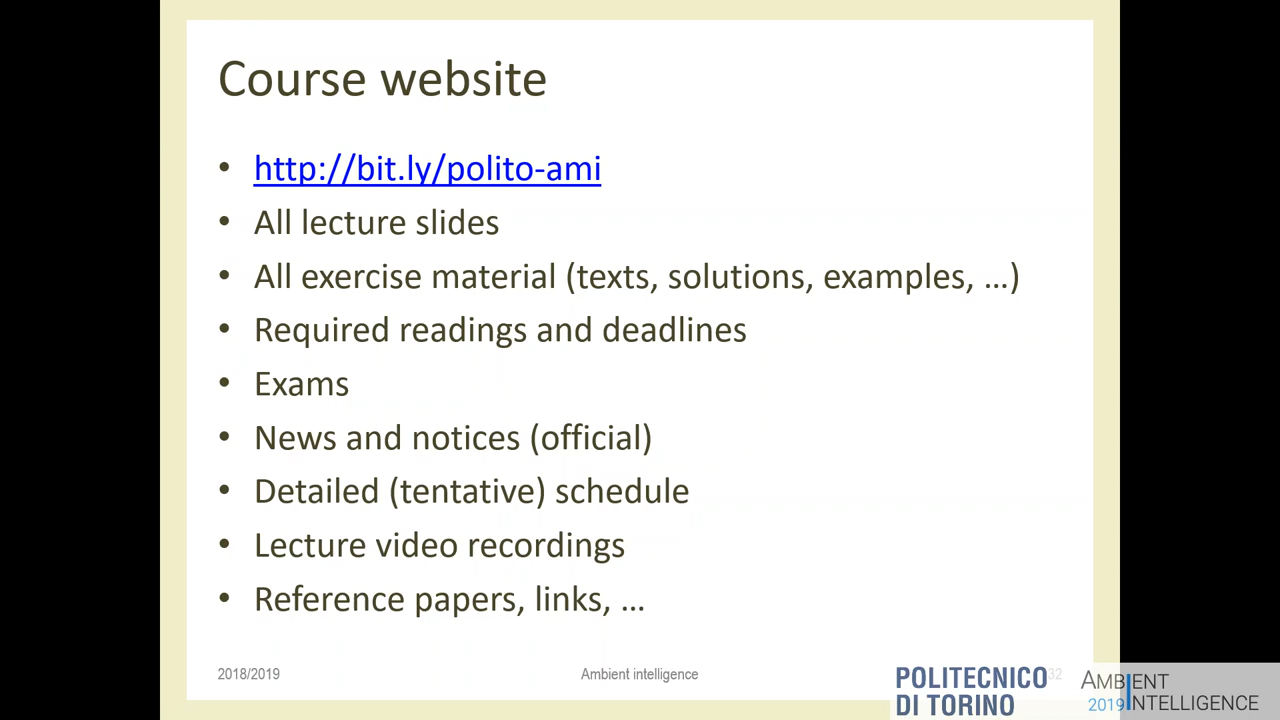 Course website
• http://bit.ly/polito-ami
• All lecture slides
• All exercise material (texts, solutions, examples, …)
• Required readings and deadlines
• Exams
• News and notices (official)
• Detailed (tentative) schedule
• Lecture video recordings
• Reference papers, links, …
2018/2019
Ambient intelligence
32
POLITECNICO
DI TORINO
AMBIENT
2019 INTELLIGENCE